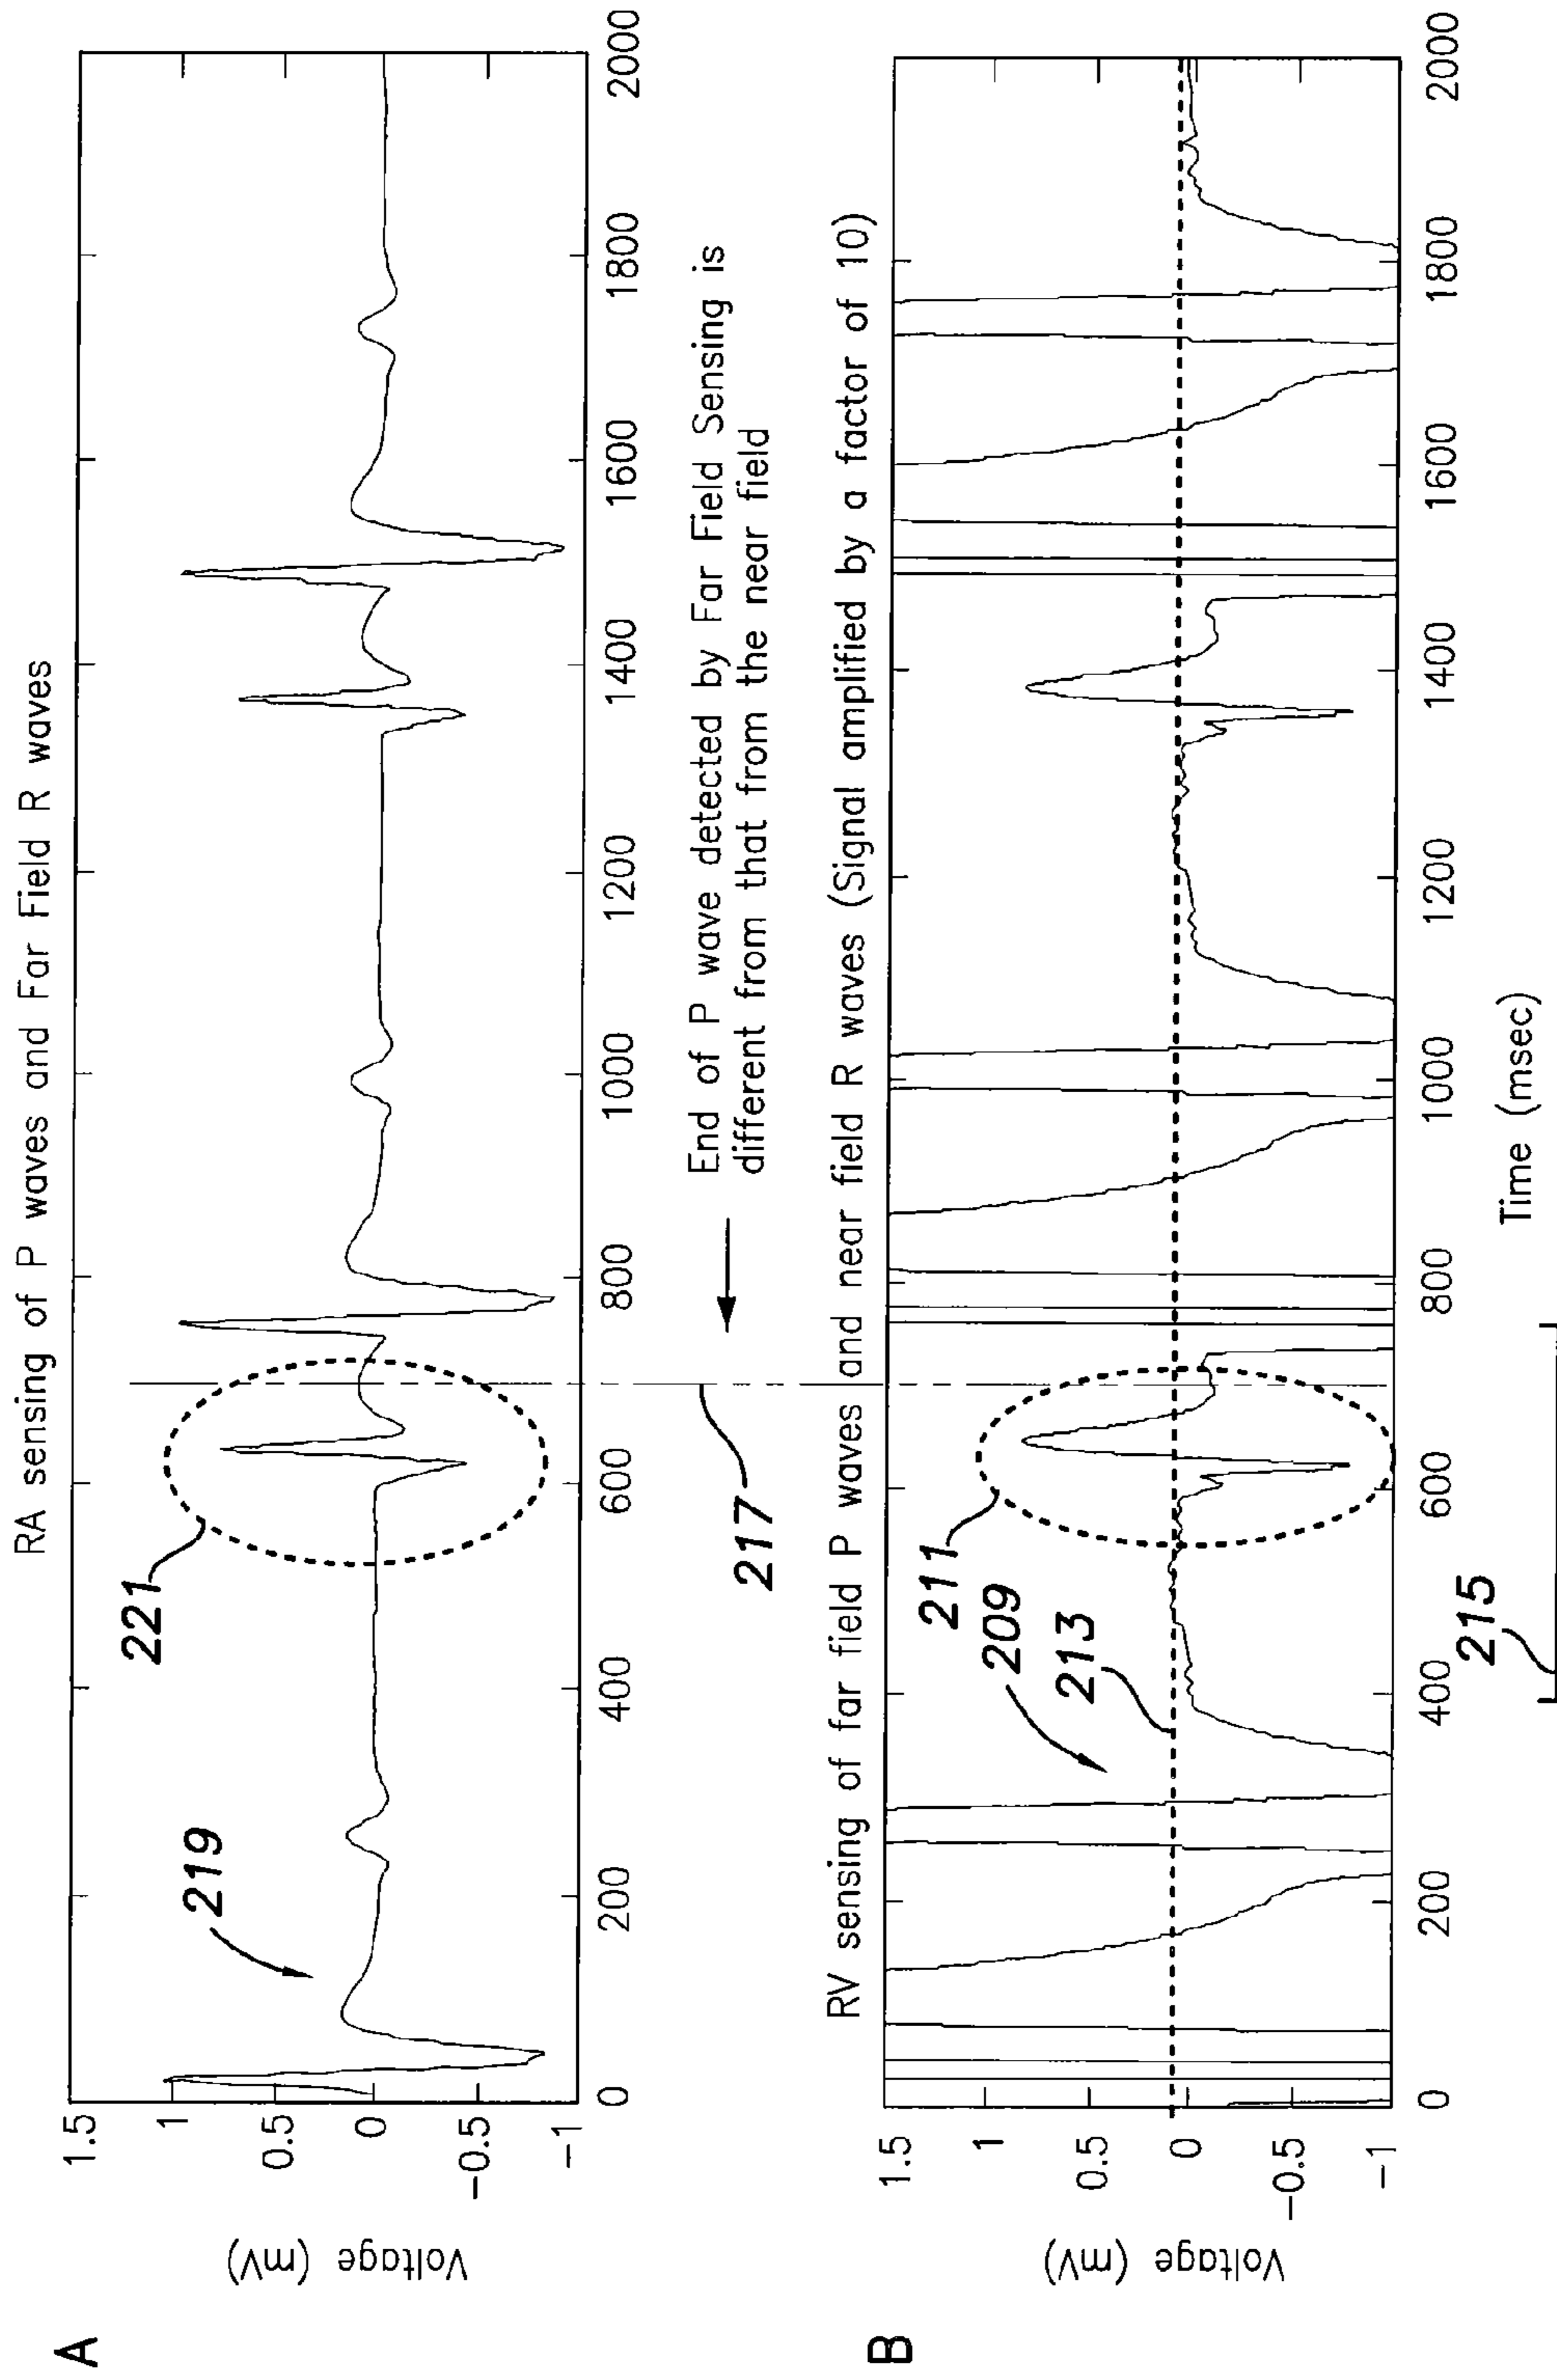 A
RA sensing of P waves and Far Field R waves
Voltage (mV)
1.5
1
0.5
0
-0.5
-1
219
221
0 200 400 600 800 1000 1200 1400 1600 1800 2000
217
End of P wave detected by Far Field Sensing is
different from that from the near field
B
RV sensing of far field P waves and near field R waves (Signal amplified by a factor of 10)
Voltage (mV)
1.5
1
0.5
0
-0.5
-1
211
209
213
0 200 400 600 800 1000 1200 1400 1600 1800 2000
215
Time (msec)